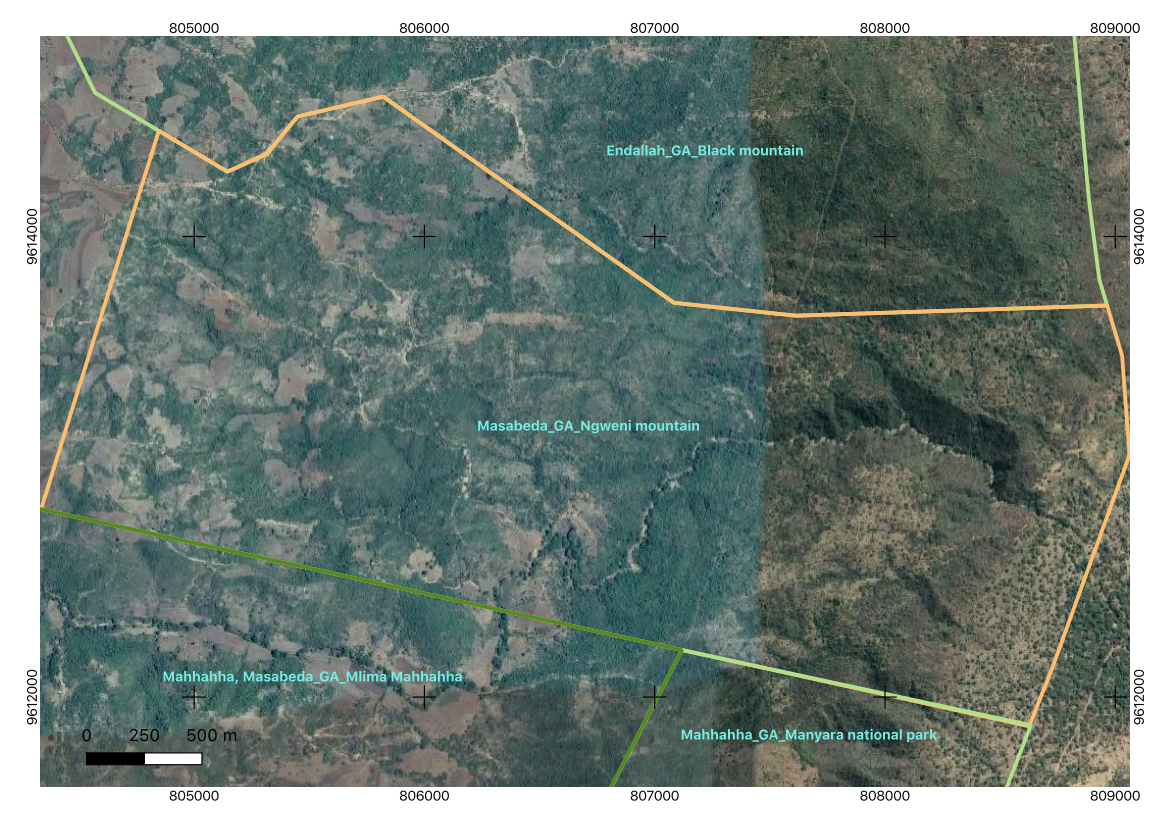 805000 806000 807000 808000 809000
Endallah_GA_Black mountain
9614000 9614000
Masabeda_GA_Ngweni mountain
Mahhahha, Masabeda_GA_Mlima Mahhahha
9612000 9612000
Mahhahha_GA_Manyara national park
0 250 500 m
805000 806000 807000 808000 809000